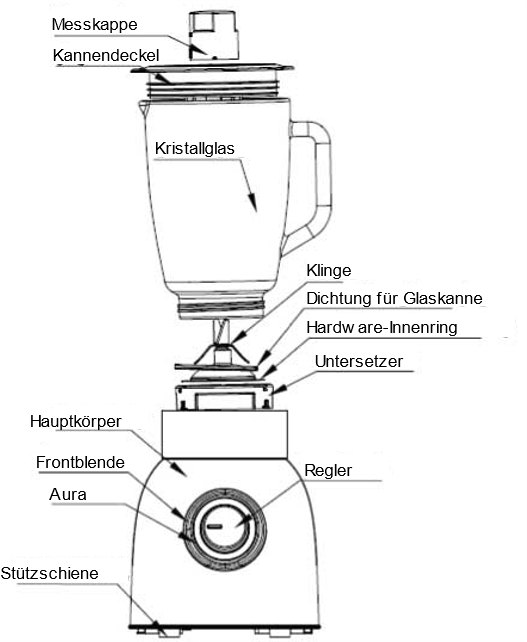 Messkappe
Kannendeckel
Kristallglas
Klinge
Dichtung für Glaskanne
Hardw are-Innenring
Untersetzer
Hauptkörper
Frontblende
Regler
Aura
Stützschiene